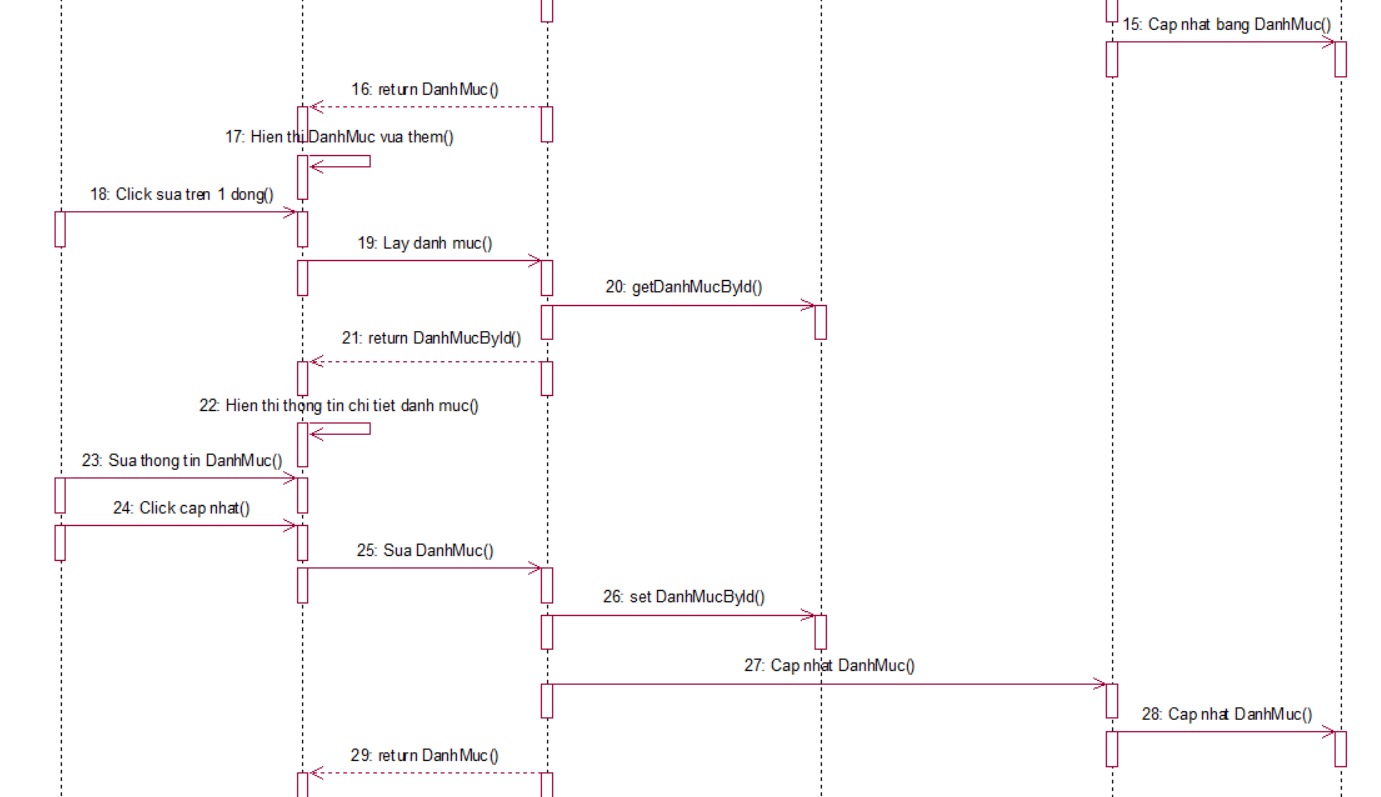 15: Cap nhat bang DanhMuc()
16: return DanhMuc()
17: Hien thi DanhMuc vua them()
18: Click sua tren 1 dong()
19: Lay danh muc()
20: getDanhMucById()
21: return DanhMucById()
22: Hien thi thong tin chi tiet danh muc()
23: Sua thong tin DanhMuc()
24: Click cap nhat()
25: Sua DanhMuc()
26: set DanhMucById()
27: Cap nhat DanhMuc()
28: Cap nhat DanhMuc()
29: return DanhMuc()